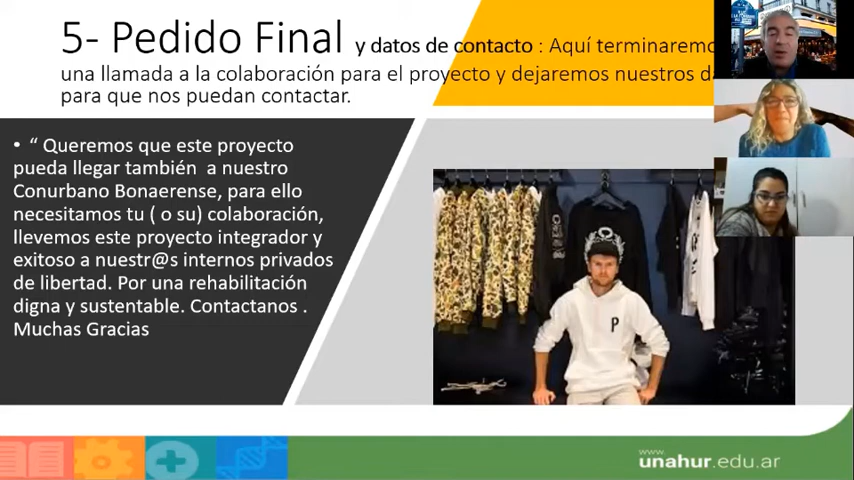 5- Pedido Final y datos de contacto : Aquí terminaremo
una llamada a la colaboración para el proyecto y dejaremos nuestros da
para que nos puedan contactar.
• “ Queremos que este proyecto
pueda llegar también a nuestro
Conurbano Bonaerense, para ello
necesitamos tu ( o su) colaboración,
llevemos este proyecto integrador y
exitoso a nuestr@s internos privados
de libertad. Por una rehabilitación
digna y sustentable. Contactanos .
Muchas Gracias
P
www.
unahur.edu.ar